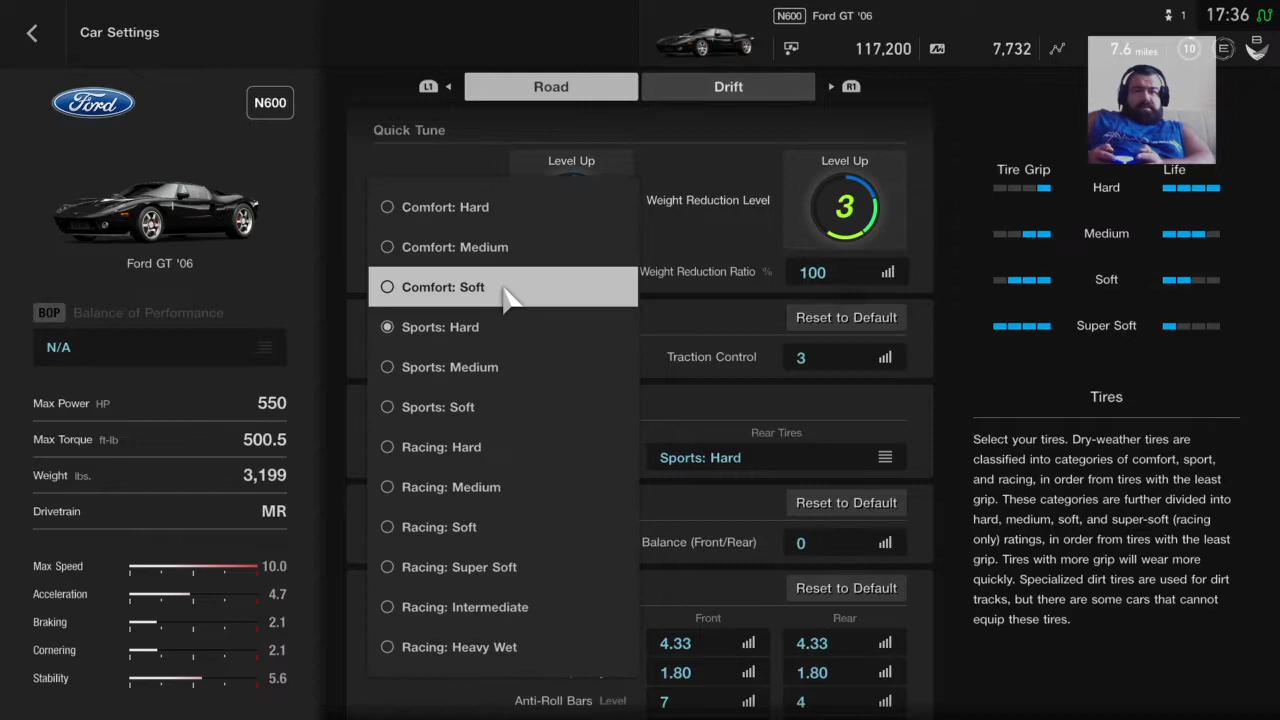 Car Settings
N600 Ford GT '06
117,200
7,732
7.6 miles
10
E
B
1
17:36
Ford
N600
Ford GT '06
BOP Balance of Performance
N/A
Max Power HP 550
Max Torque ft-lb 500.5
Weight lbs. 3,199
Drivetrain MR
Max Speed 10.0
Acceleration 4.7
Braking 2.1
Cornering 2.1
Stability 5.6
L1 Road Drift R1
Quick Tune
Level Up
Level Up
Weight Reduction Level 3
Weight Reduction Ratio % 100
Reset to Default
Traction Control 3
Rear Tires
Sports: Hard
Reset to Default
Balance (Front/Rear) 0
Reset to Default
Front Rear
4.33 4.33
1.80 1.80
Anti-Roll Bars Level 7 4
Comfort: Hard
Comfort: Medium
Comfort: Soft
Sports: Hard
Sports: Medium
Sports: Soft
Racing: Hard
Racing: Medium
Racing: Soft
Racing: Super Soft
Racing: Intermediate
Racing: Heavy Wet
Tire Grip Life
Hard
Medium
Soft
Super Soft
Tires
Select your tires. Dry-weather tires are
classified into categories of comfort, sport,
and racing, in order from tires with the least
grip. These categories are further divided into
hard, medium, soft, and super-soft (racing
only) ratings, in order from tires with the least
grip. Tires with more grip will wear more
quickly. Specialized dirt tires are used for dirt
tracks, but there are some cars that cannot
equip these tires.